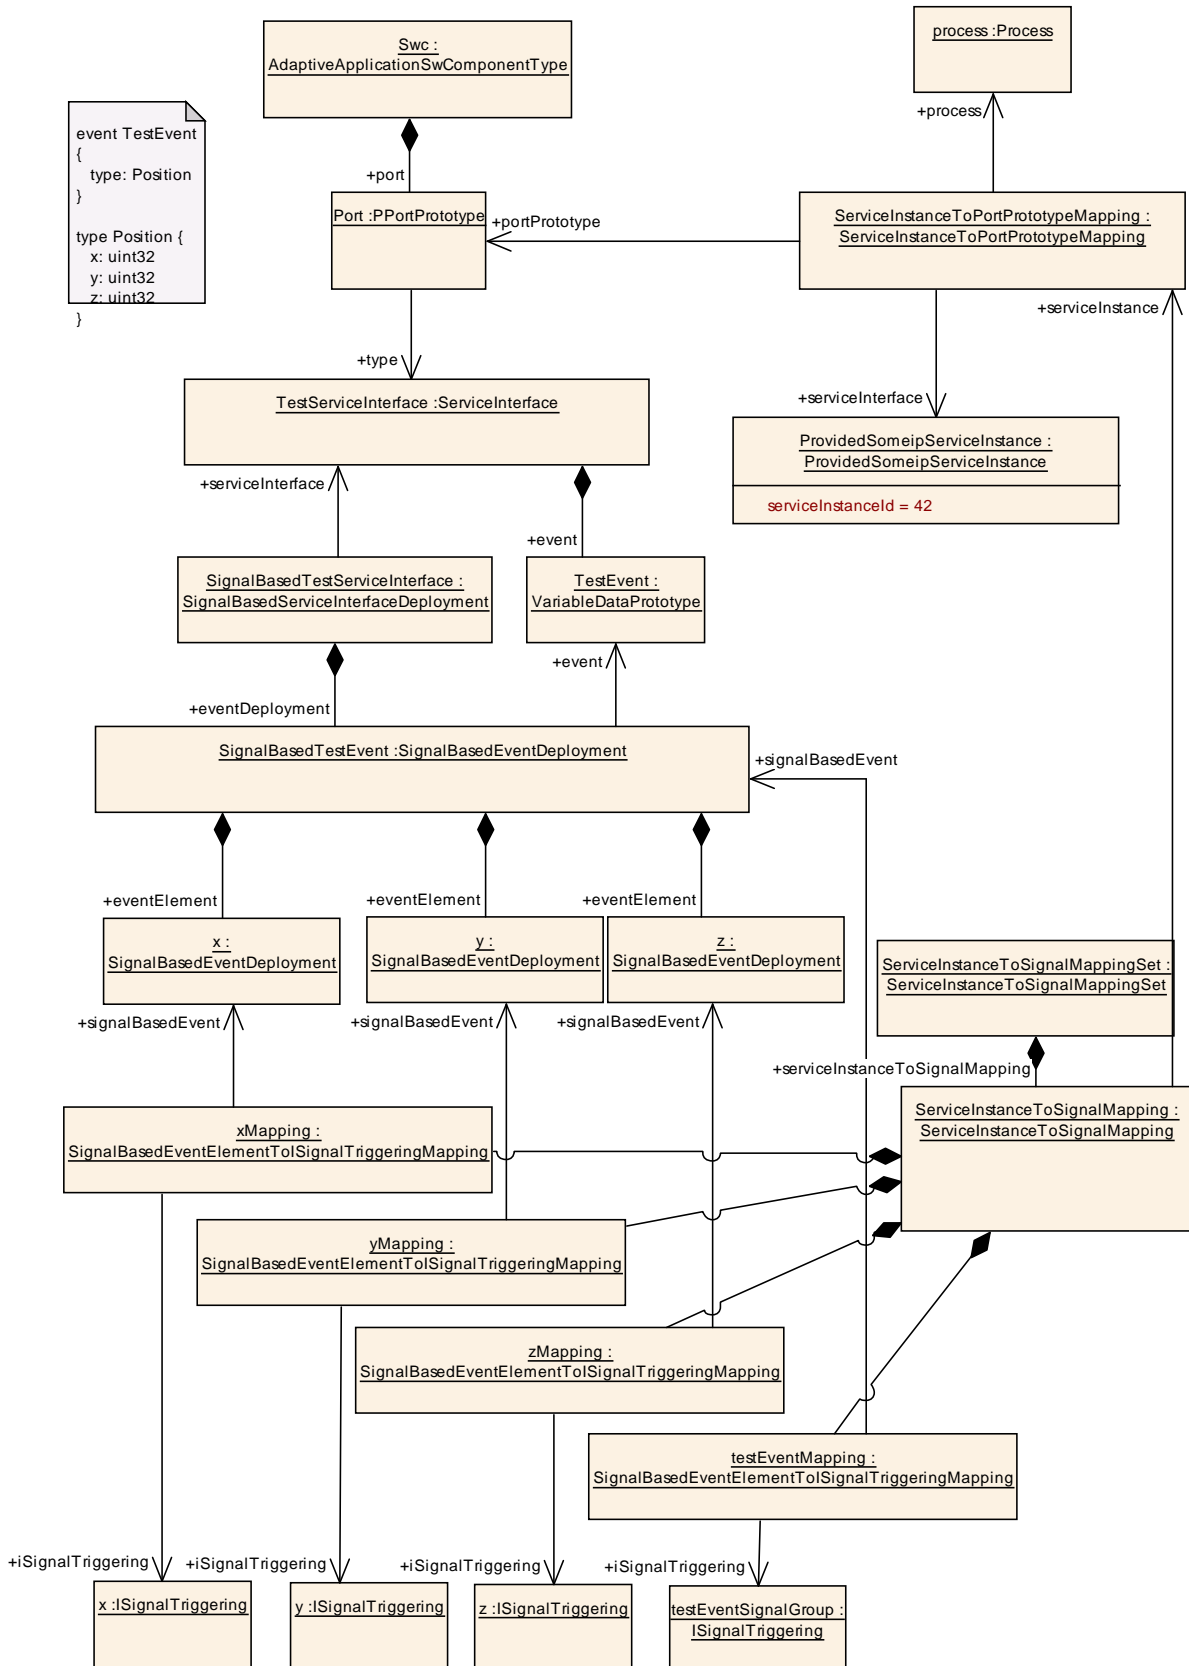 Swc :
AdaptiveApplicationSwComponentType
process :Process
+process
event TestEvent
{
type: Position
}
type Position {
x: uint32
y: uint32
z: uint32
}
+port
Port :PPortPrototype
+portPrototype
ServiceInstanceToPortPrototypeMapping :
ServiceInstanceToPortPrototypeMapping
+serviceInstance
+type
+serviceInterface
TestServiceInterface :ServiceInterface
ProvidedSomeipServiceInstance :
ProvidedSomeipServiceInstance
serviceInstanceId = 42
+serviceInterface
+event
SignalBasedTestServiceInterface :
SignalBasedServiceInterfaceDeployment
TestEvent :
VariableDataPrototype
+event
+eventDeployment
SignalBasedTestEvent :SignalBasedEventDeployment
+signalBasedEvent
+eventElement
+eventElement
+eventElement
x :
SignalBasedEventDeployment
y :
SignalBasedEventDeployment
z :
SignalBasedEventDeployment
ServiceInstanceToSignalMappingSet :
ServiceInstanceToSignalMappingSet
+signalBasedEvent
+signalBasedEvent
+signalBasedEvent
+serviceInstanceToSignalMapping
ServiceInstanceToSignalMapping :
ServiceInstanceToSignalMapping
xMapping :
SignalBasedEventElementToISignalTriggeringMapping
yMapping :
SignalBasedEventElementToISignalTriggeringMapping
zMapping :
SignalBasedEventElementToISignalTriggeringMapping
testEventMapping :
SignalBasedEventElementToISignalTriggeringMapping
+iSignalTriggering
+iSignalTriggering
+iSignalTriggering
+iSignalTriggering
x :ISignalTriggering
y :ISignalTriggering
z :ISignalTriggering
testEventSignalGroup :
ISignalTriggering